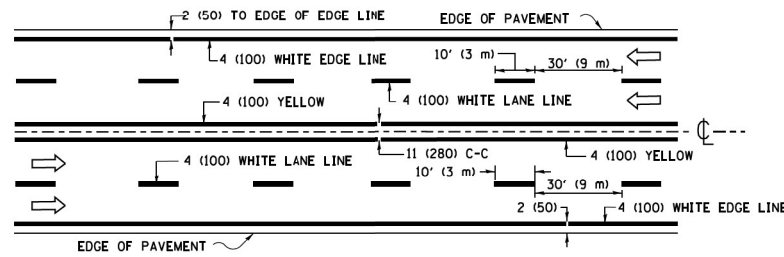 2 (50) TO EDGE OF EDGE LINE
EDGE OF PAVEMENT
4 (100) WHITE EDGE LINE
10' (3 m)
30' (9 m)
4 (100) YELLOW
4 (100) WHITE LANE LINE
℄
4 (100) WHITE LANE LINE
11 (280) C-C
4 (100) YELLOW
10' (3 m)
30' (9 m)
2 (50)
4 (100) WHITE EDGE LINE
EDGE OF PAVEMENT